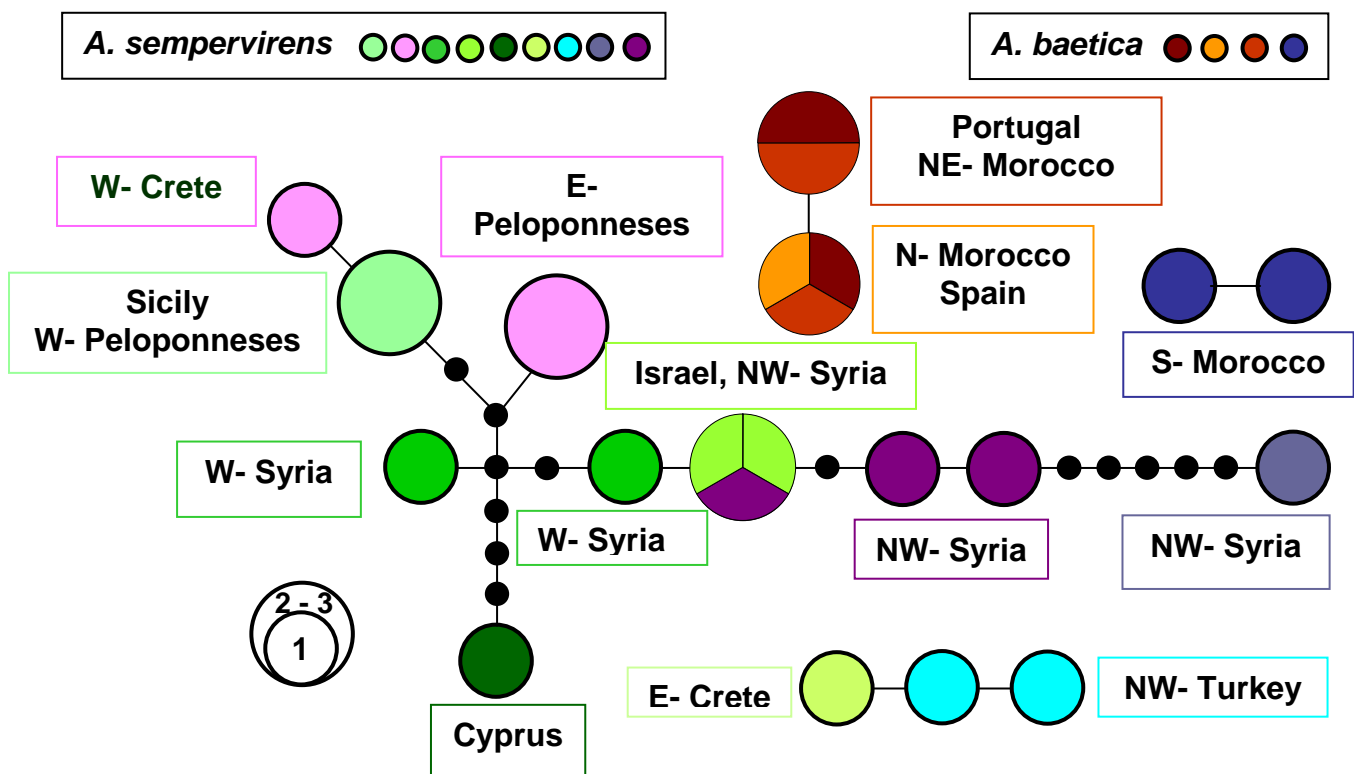 A. sempervirens
A. baetica
Portugal
NE- Morocco
W- Crete
E-
Peloponneses
N- Morocco
Spain
Sicily
W- Peloponneses
Israel, NW- Syria
S- Morocco
W- Syria
W- Syria
NW- Syria
NW- Syria
2 - 3
1
E- Crete
NW- Turkey
Cyprus